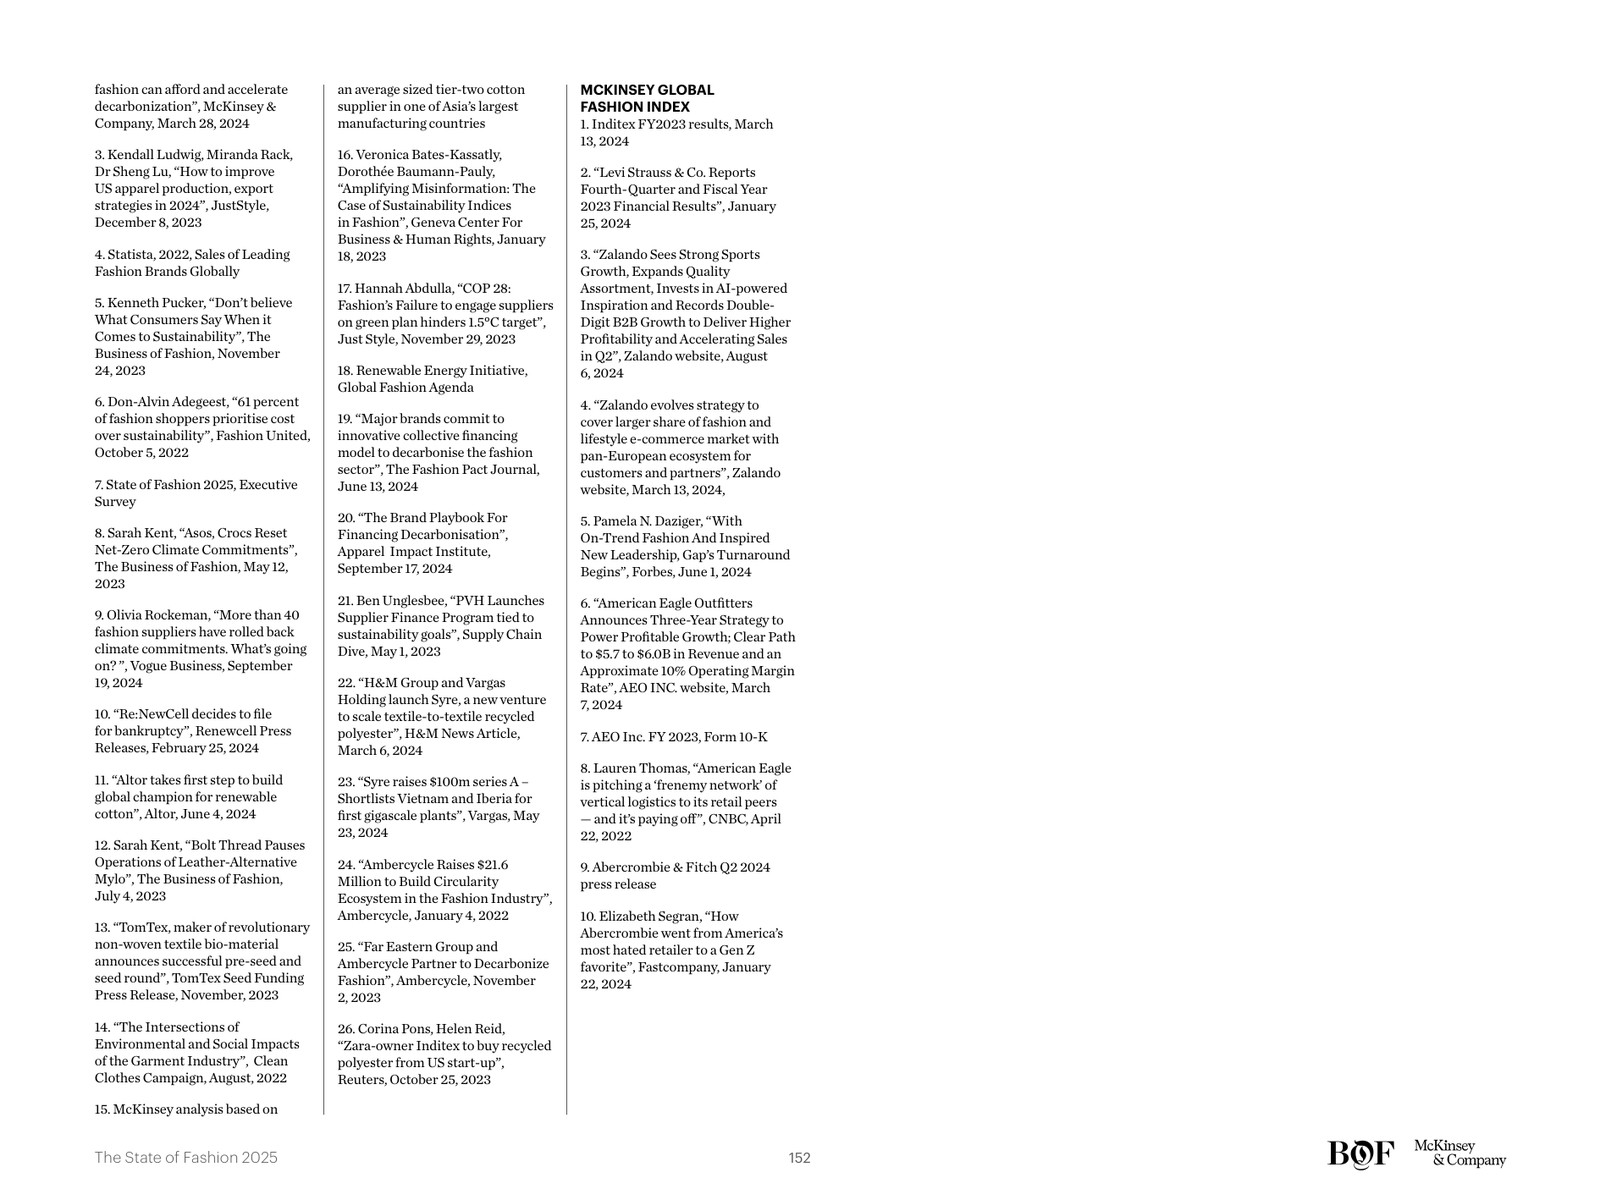 fashion can afford and accelerate
decarbonization”, McKinsey &
Company, March 28, 2024
3. Kendall Ludwig, Miranda Rack,
Dr Sheng Lu, “How to improve
US apparel production, export
strategies in 2024”, JustStyle,
December 8, 2023
4. Statista, 2022, Sales of Leading
Fashion Brands Globally
5. Kenneth Pucker, “Don’t believe
What Consumers Say When it
Comes to Sustainability”, The
Business of Fashion, November
24, 2023
6. Don-Alvin Adegeest, “61 percent
of fashion shoppers prioritise cost
over sustainability”, Fashion United,
October 5, 2022
7. State of Fashion 2025, Executive
Survey
8. Sarah Kent, “Asos, Crocs Reset
Net-Zero Climate Commitments”,
The Business of Fashion, May 12,
2023
9. Olivia Rockeman, “More than 40
fashion suppliers have rolled back
climate commitments. What’s going
on? ”, Vogue Business, September
19, 2024
10. “Re:NewCell decides to file
for bankruptcy”, Renewcell Press
Releases, February 25, 2024
11. “Altor takes first step to build
global champion for renewable
cotton”, Altor, June 4, 2024
12. Sarah Kent, “Bolt Thread Pauses
Operations of Leather-Alternative
Mylo”, The Business of Fashion,
July 4, 2023
13. “TomTex, maker of revolutionary
non-woven textile bio-material
announces successful pre-seed and
seed round”, TomTex Seed Funding
Press Release, November, 2023
14. “The Intersections of
Environmental and Social Impacts
of the Garment Industry”,  Clean
Clothes Campaign, August, 2022
15. McKinsey analysis based on
an average sized tier-two cotton
supplier in one of Asia’s largest
manufacturing countries
16. Veronica Bates-Kassatly,
Dorothée Baumann-Pauly,
“Amplifying Misinformation: The
Case of Sustainability Indices
in Fashion”, Geneva Center For
Business & Human Rights, January
18, 2023
17. Hannah Abdulla, “COP 28:
Fashion’s Failure to engage suppliers
on green plan hinders 1.5°C target”,
Just Style, November 29, 2023
18. Renewable Energy Initiative,
Global Fashion Agenda
19. “Major brands commit to
innovative collective financing
model to decarbonise the fashion
sector”, The Fashion Pact Journal,
June 13, 2024
20. “The Brand Playbook For
Financing Decarbonisation”,
Apparel  Impact Institute,
September 17, 2024
21. Ben Unglesbee, “PVH Launches
Supplier Finance Program tied to
sustainability goals”, Supply Chain
Dive, May 1, 2023
22. “H&M Group and Vargas
Holding launch Syre, a new venture
to scale textile-to-textile recycled
polyester”, H&M News Article,
March 6, 2024
23. “Syre raises $100m series A –
Shortlists Vietnam and Iberia for
first gigascale plants”, Vargas, May
23, 2024
24. “Ambercycle Raises $21.6
Million to Build Circularity
Ecosystem in the Fashion Industry”,
Ambercycle, January 4, 2022
25. “Far Eastern Group and
Ambercycle Partner to Decarbonize
Fashion”, Ambercycle, November
2, 2023
26. Corina Pons, Helen Reid,
“Zara-owner Inditex to buy recycled
polyester from US start-up”,
Reuters, October 25, 2023
MCKINSEY GLOBAL
FASHION INDEX
1. Inditex FY2023 results, March
13, 2024
2. “Levi Strauss & Co. Reports
Fourth-Quarter and Fiscal Year
2023 Financial Results”, January
25, 2024
3. “Zalando Sees Strong Sports
Growth, Expands Quality
Assortment, Invests in AI-powered
Inspiration and Records Double-
Digit B2B Growth to Deliver Higher
Profitability and Accelerating Sales
in Q2”, Zalando website, August
6, 2024
4. “Zalando evolves strategy to
cover larger share of fashion and
lifestyle e-commerce market with
pan-European ecosystem for
customers and partners”, Zalando
website, March 13, 2024,
5. Pamela N. Daziger, “With
On-Trend Fashion And Inspired
New Leadership, Gap’s Turnaround
Begins”, Forbes, June 1, 2024
6. “American Eagle Outfitters
Announces Three-Year Strategy to
Power Profitable Growth; Clear Path
to $5.7 to $6.0B in Revenue and an
Approximate 10% Operating Margin
Rate”, AEO INC. website, March
7, 2024
7. AEO Inc. FY 2023, Form 10-K
8. Lauren Thomas, “American Eagle
is pitching a ‘frenemy network’ of
vertical logistics to its retail peers
— and it’s paying off”, CNBC, April
22, 2022
9. Abercrombie & Fitch Q2 2024
press release
10. Elizabeth Segran, “How
Abercrombie went from America’s
most hated retailer to a Gen Z
favorite”, Fastcompany, January
22, 2024
The State of Fashion 2025
152
BOF
McKinsey
& Company